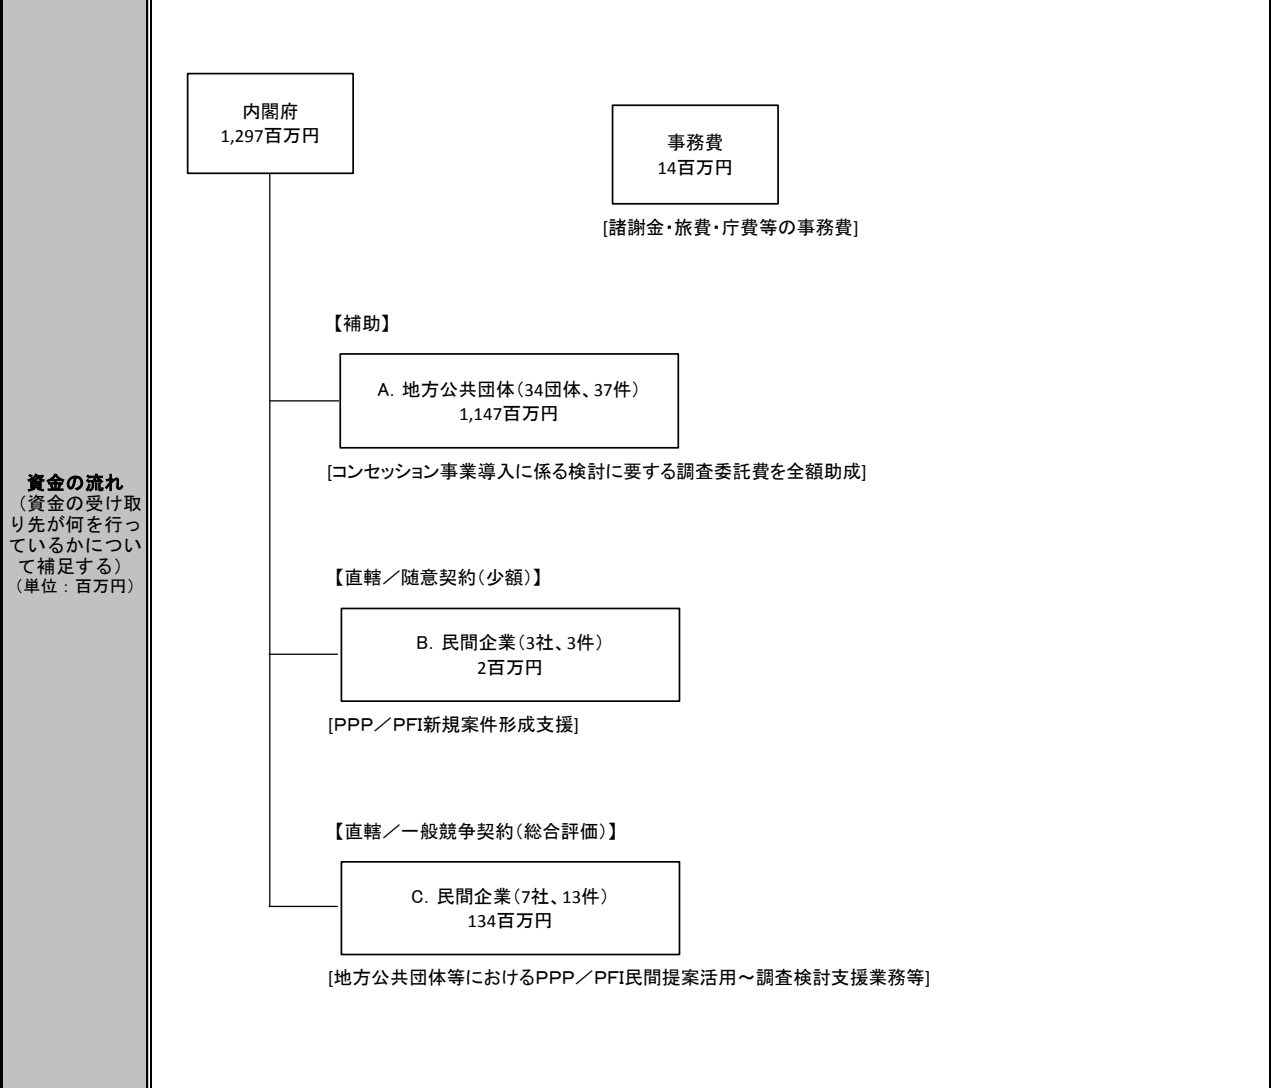 資金の流れ
（資金の受け取
り先が何を行っ
ているかについ
て補足する）
（単位：百万円）
内閣府
1,297百万円
事務費
14百万円
[諸謝金・旅費・庁費等の事務費]
【補助】
A．地方公共団体（34団体、37件）
1,147百万円
[コンセッション事業導入に係る検討に要する調査委託費を全額助成]
【直轄／随意契約（少額）】
B．民間企業（3社、3件）
2百万円
[PPP／PFI新規案件形成支援]
【直轄／一般競争契約（総合評価）】
C．民間企業（7社、13件）
134百万円
[地方公共団体等におけるPPP／PFI民間提案活用～調査検討支援業務等]